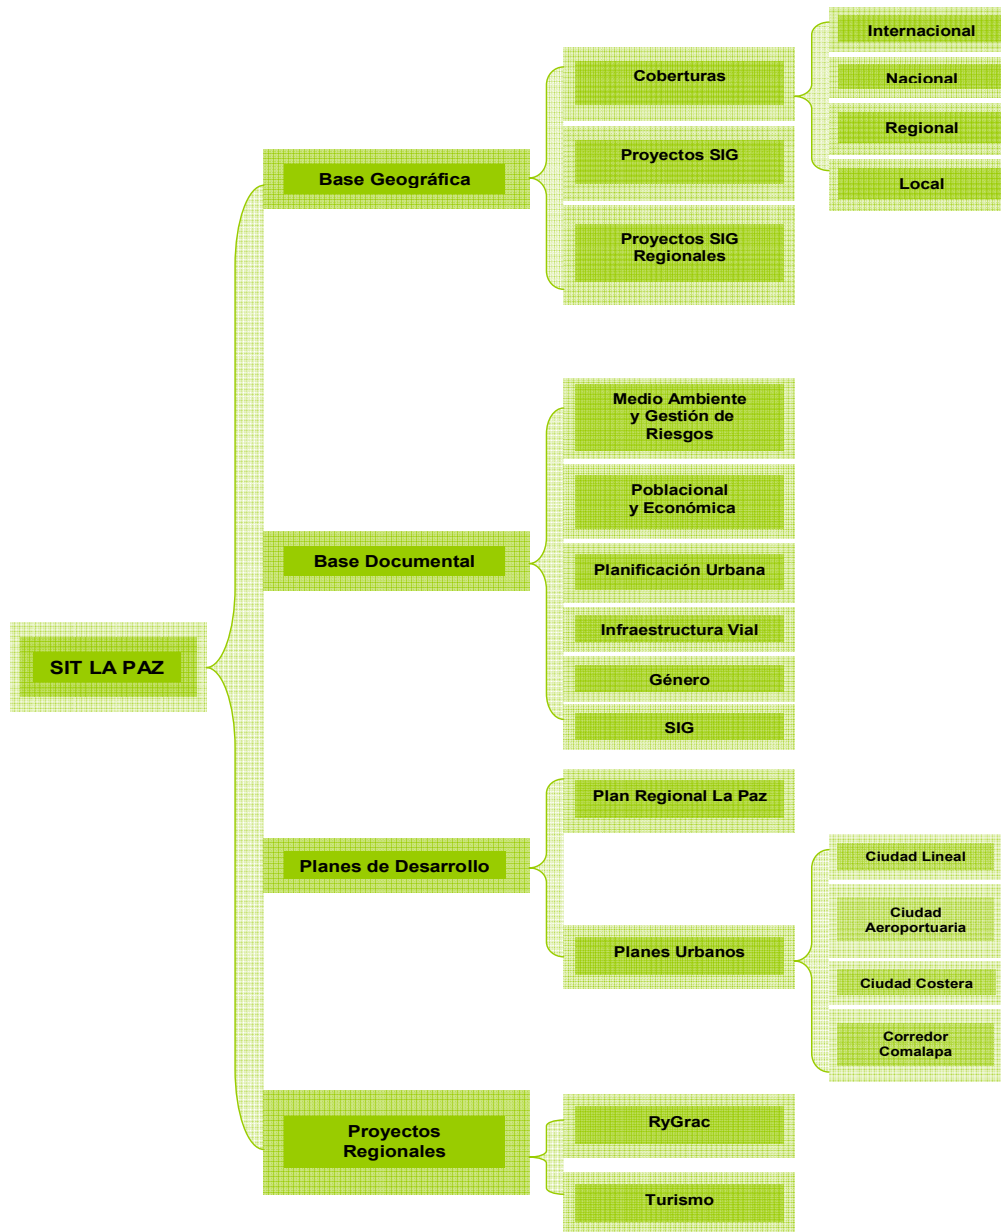 SIT LA PAZ
Base Geográfica
Coberturas
Internacional
Nacional
Regional
Local
Proyectos SIG
Proyectos SIG
Regionales
Base Documental
Medio Ambiente
y Gestión de
Riesgos
Poblacional
y Económica
Planificación Urbana
Infraestructura Vial
Género
SIG
Planes de Desarrollo
Plan Regional La Paz
Planes Urbanos
Ciudad Lineal
Ciudad
Aeroportuaria
Ciudad Costera
Corredor
Comalapa
Proyectos
Regionales
RyGrac
Turismo